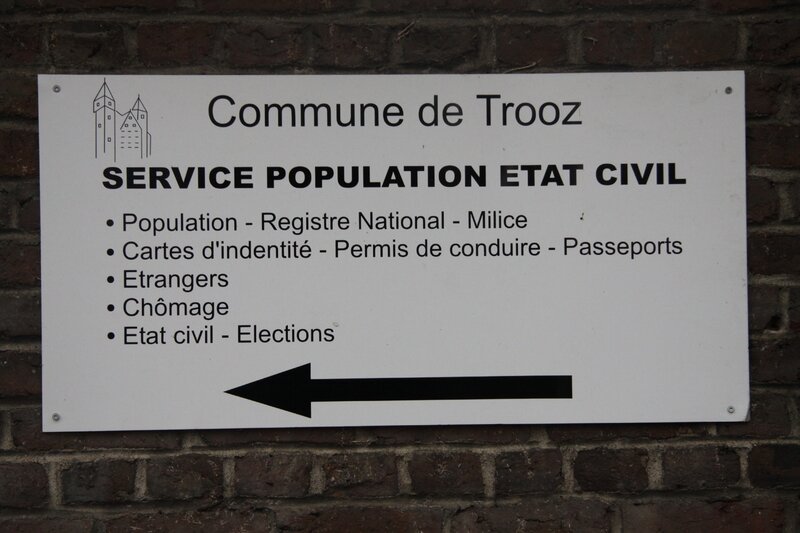 Commune de Trooz
SERVICE POPULATION ETAT CIVIL
• Population - Registre National - Milice
• Cartes d'indentité - Permis de conduire - Passeports
• Etrangers
• Chômage
• Etat civil - Elections